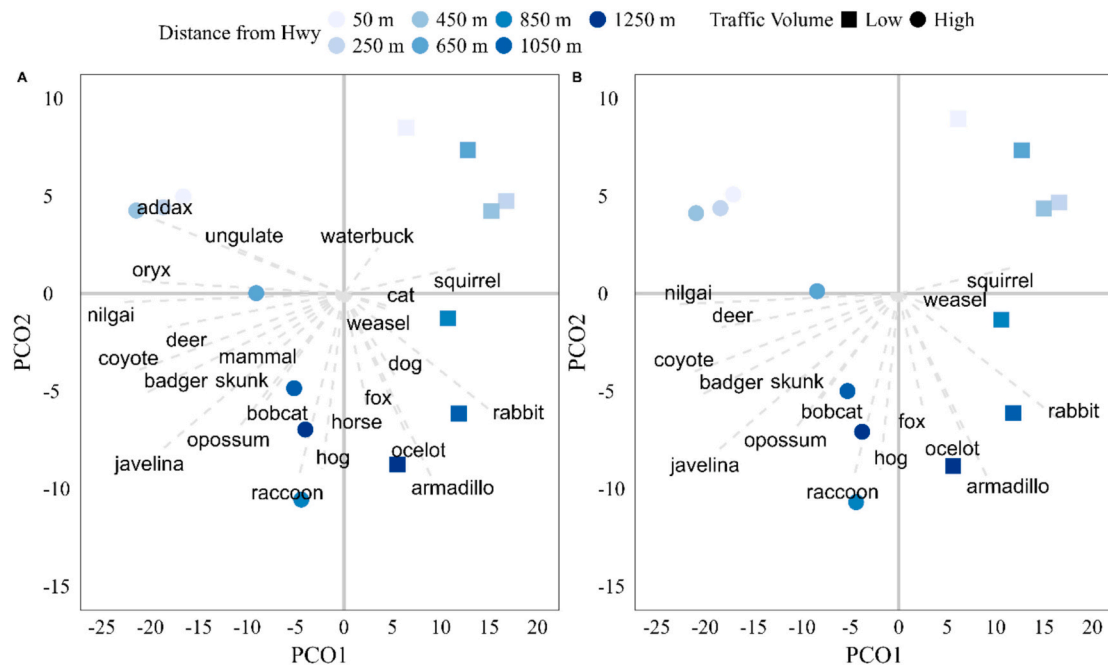 50 m 450 m 850 m 1250 m Traffic Volume Low High
Distance from Hwy
250 m 650 m 1050 m
A
10
5
0
-5
-10
-15
PCO2
addax
ungulate waterbuck
oryx
squirrel
cat
nilgai
weasel
deer
coyote mammal dog
badger skunk
fox
bobcat horse rabbit
opossum
ocelot
javelina hog
raccoon armadillo
-25 -20 -15 -10 -5 0 5 10 15 20
PCO1
B
10
5
0
-5
-10
-15
PCO2
squirrel
nilgai weasel
deer
coyote
badger skunk
bobcat fox rabbit
opossum
ocelot
javelina hog
raccoon armadillo
-25 -20 -15 -10 -5 0 5 10 15 20
PCO1